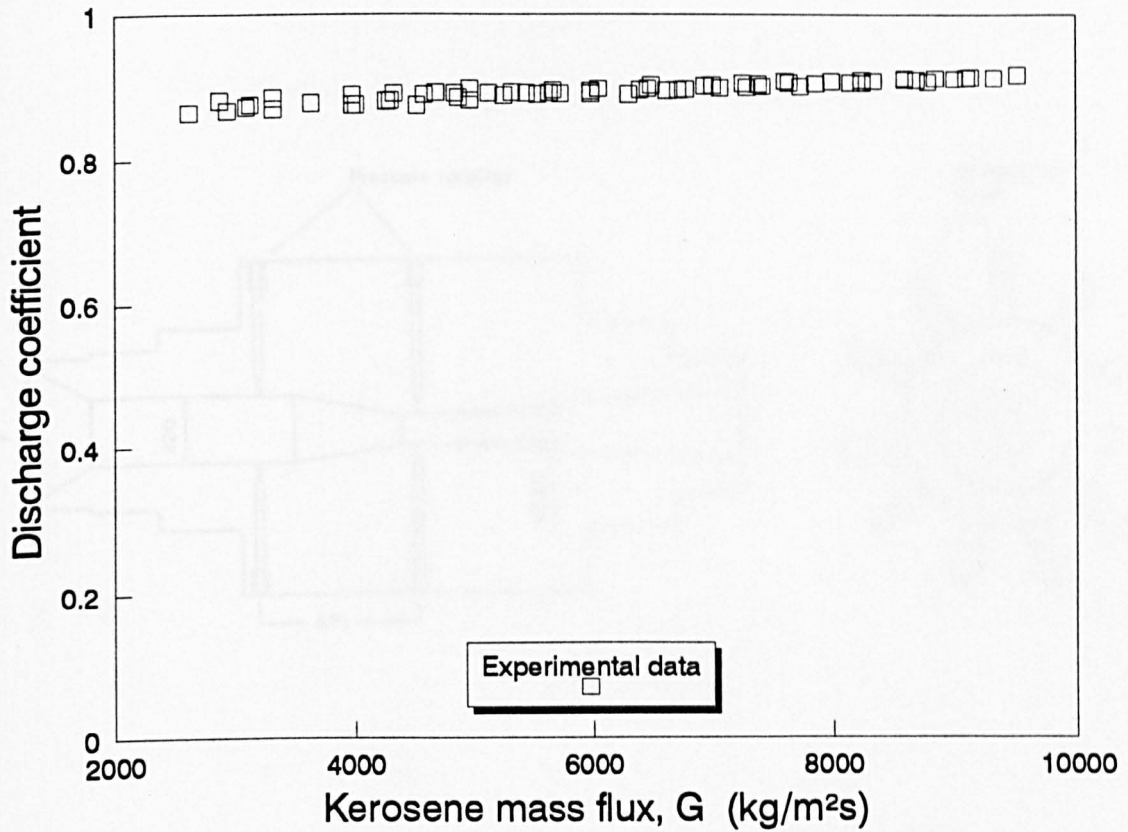 1
0.8
0.6
0.4
0.2
0
Discharge coefficient
Experimental data
2000 4000 6000 8000 10000
Kerosene mass flux, G (kg/m²s)